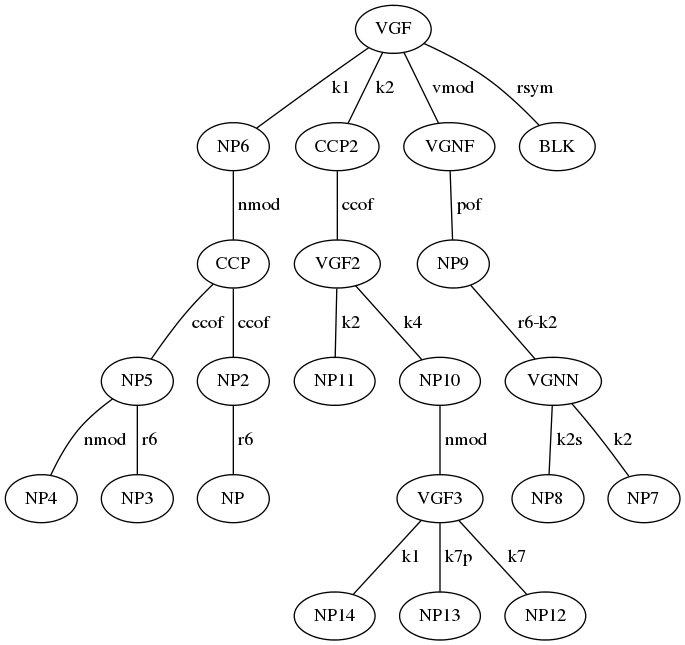 VGF
k1 k2 vmod rsym
NP6 CCP2 VGNF BLK
nmod ccof pof
CCP VGF2 NP9
ccof ccof k2 k4 r6-k2
NP5 NP2 NP11 NP10 VGNN
nmod r6 r6 nmod k2s k2
NP4 NP3 NP VGF3 NP8 NP7
k1 k7p k7
NP14 NP13 NP12